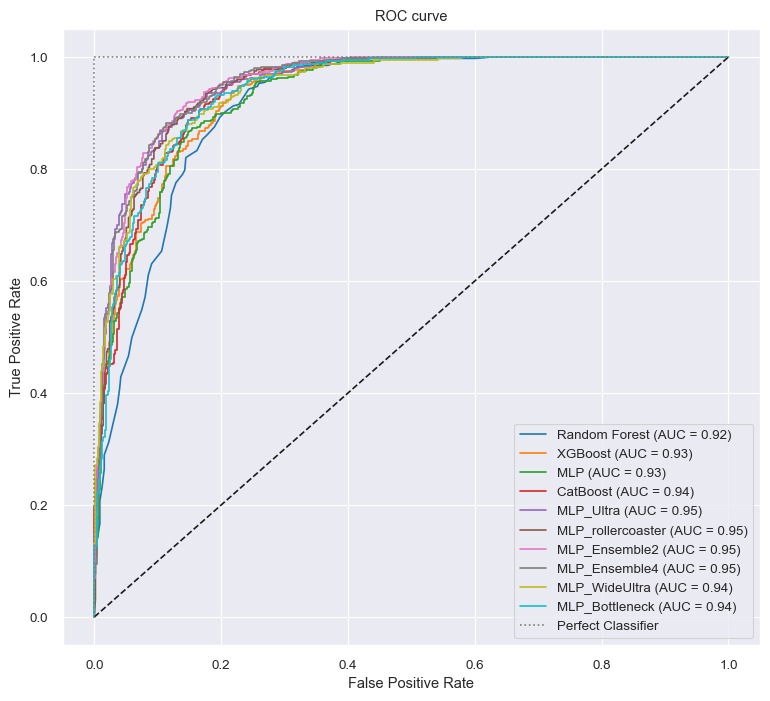 ROC curve
1.0
0.8
0.6
0.4
0.2
0.0
True Positive Rate
Random Forest (AUC = 0.92)
XGBoost (AUC = 0.93)
MLP (AUC = 0.93)
CatBoost (AUC = 0.94)
MLP_Ultra (AUC = 0.95)
MLP_rollercoaster (AUC = 0.95)
MLP_Ensemble2 (AUC = 0.95)
MLP_Ensemble4 (AUC = 0.95)
MLP_WideUltra (AUC = 0.94)
MLP_Bottleneck (AUC = 0.94)
Perfect Classifier
0.0 0.2 0.4 0.6 0.8 1.0
False Positive Rate